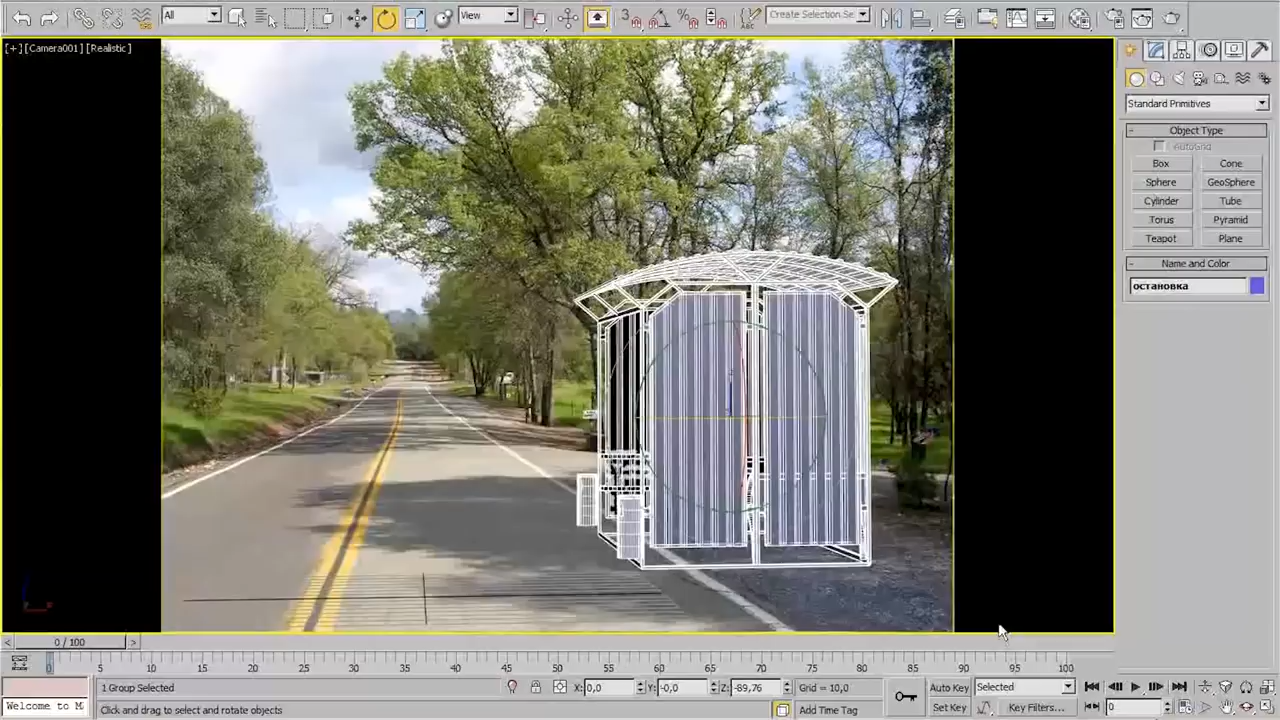 All
View
Create Selection Se
[+][Camera001][Realistic]
Standard Primitives
- Object Type
AutoGrid
Box Cone
Sphere GeoSphere
Cylinder Tube
Torus Pyramid
Teapot Plane
- Name and Color
остановка
< 0 / 100 >
0 5 10 15 20 25 30 35 40 45 50 55 60 65 70 75 80 85 90 95 100
1 Group Selected X: 0,0 Y: -0,0 Z: -89,76 Grid = 10,0 Auto Key Selected
Welcome to M Click and drag to select and rotate objects Add Time Tag Set Key Key Filters... 0